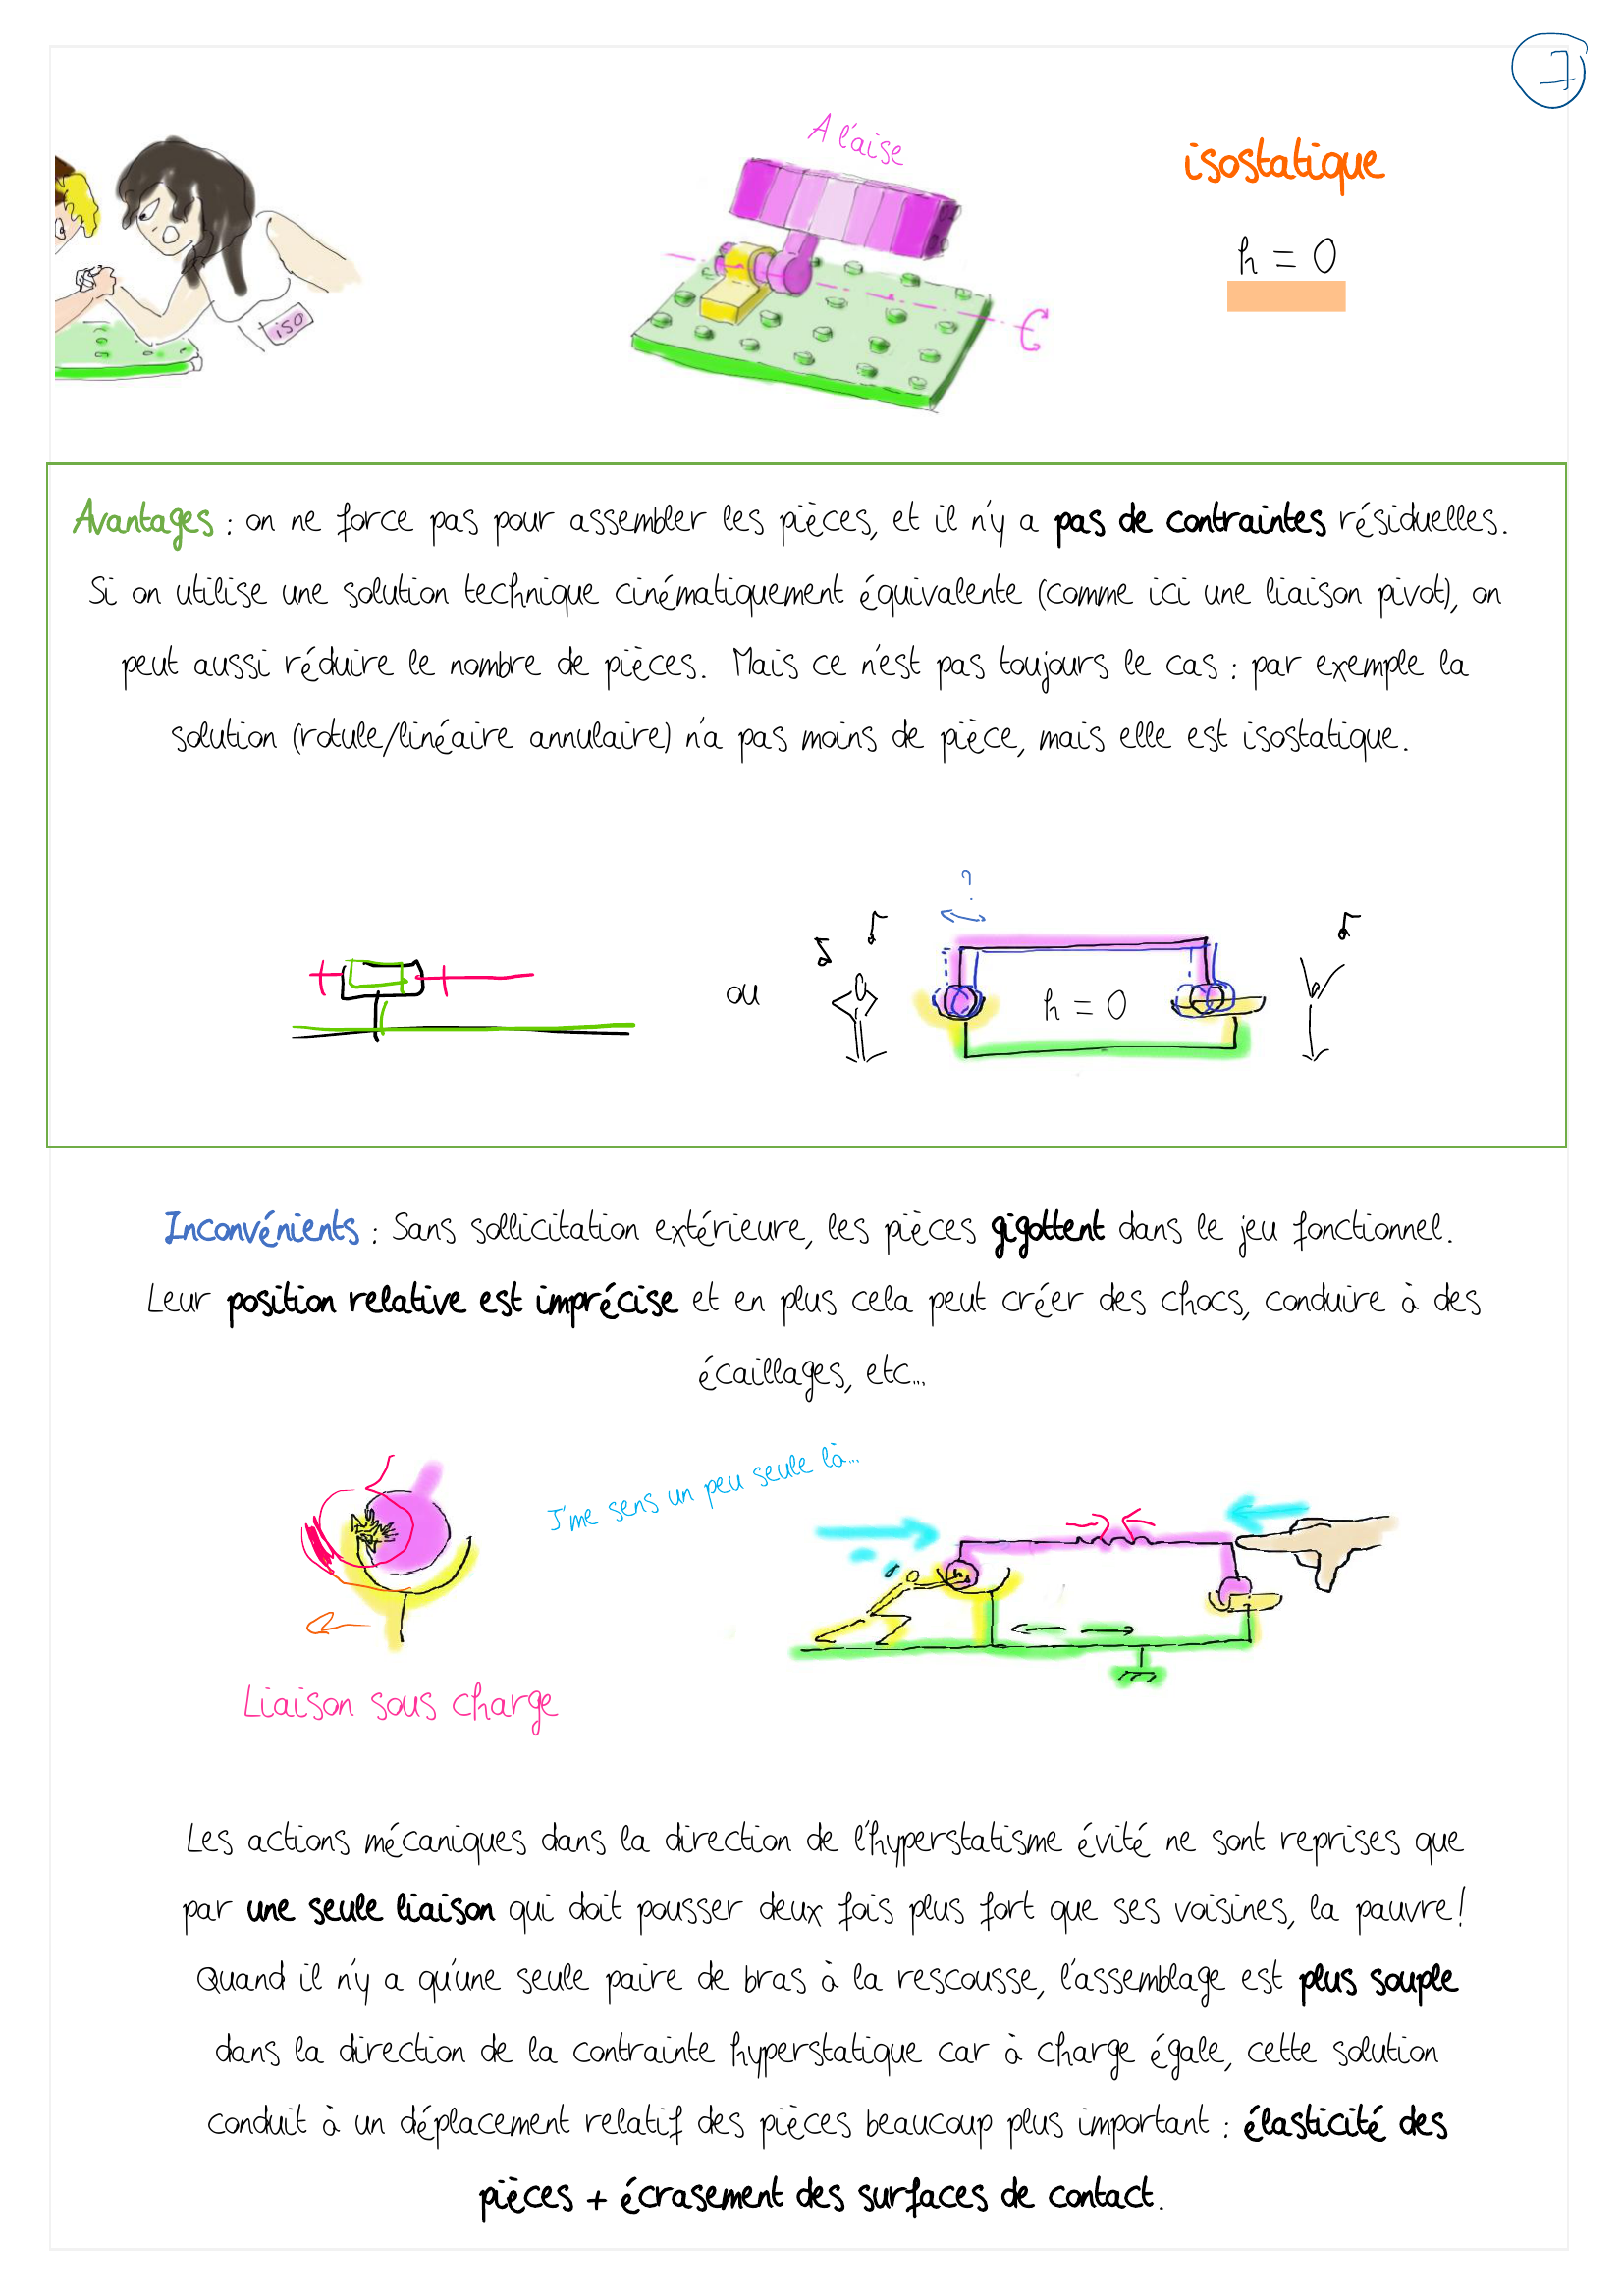 7
A l'aise
isostatique
h = 0
iso
Avantages : on ne force pas pour assembler les pièces, et il n'y a pas de contraintes résiduelles.
Si on utilise une solution technique cinématiquement équivalente (comme ici une liaison pivot), on
peut aussi réduire le nombre de pièces. Mais ce n'est pas toujours le cas : par exemple la
solution (rotule/linéaire annulaire) n'a pas moins de pièce, mais elle est isostatique.
?
ou
h = 0
Inconvénients : Sans sollicitation extérieure, les pièces gigottent dans le jeu fonctionnel.
Leur position relative est imprécise et en plus cela peut créer des chocs, conduire à des
écaillages, etc...
J'me sens un peu seule là...
Liaison sous charge
Les actions mécaniques dans la direction de l'hyperstatisme évité ne sont reprises que
par une seule liaison qui doit pousser deux fois plus fort que ses voisines, la pauvre!
Quand il n'y a qu'une seule paire de bras à la rescousse, l'assemblage est plus souple
dans la direction de la contrainte hyperstatique car à charge égale, cette solution
conduit à un déplacement relatif des pièces beaucoup plus important : élasticité des
pièces + écrasement des surfaces de contact.